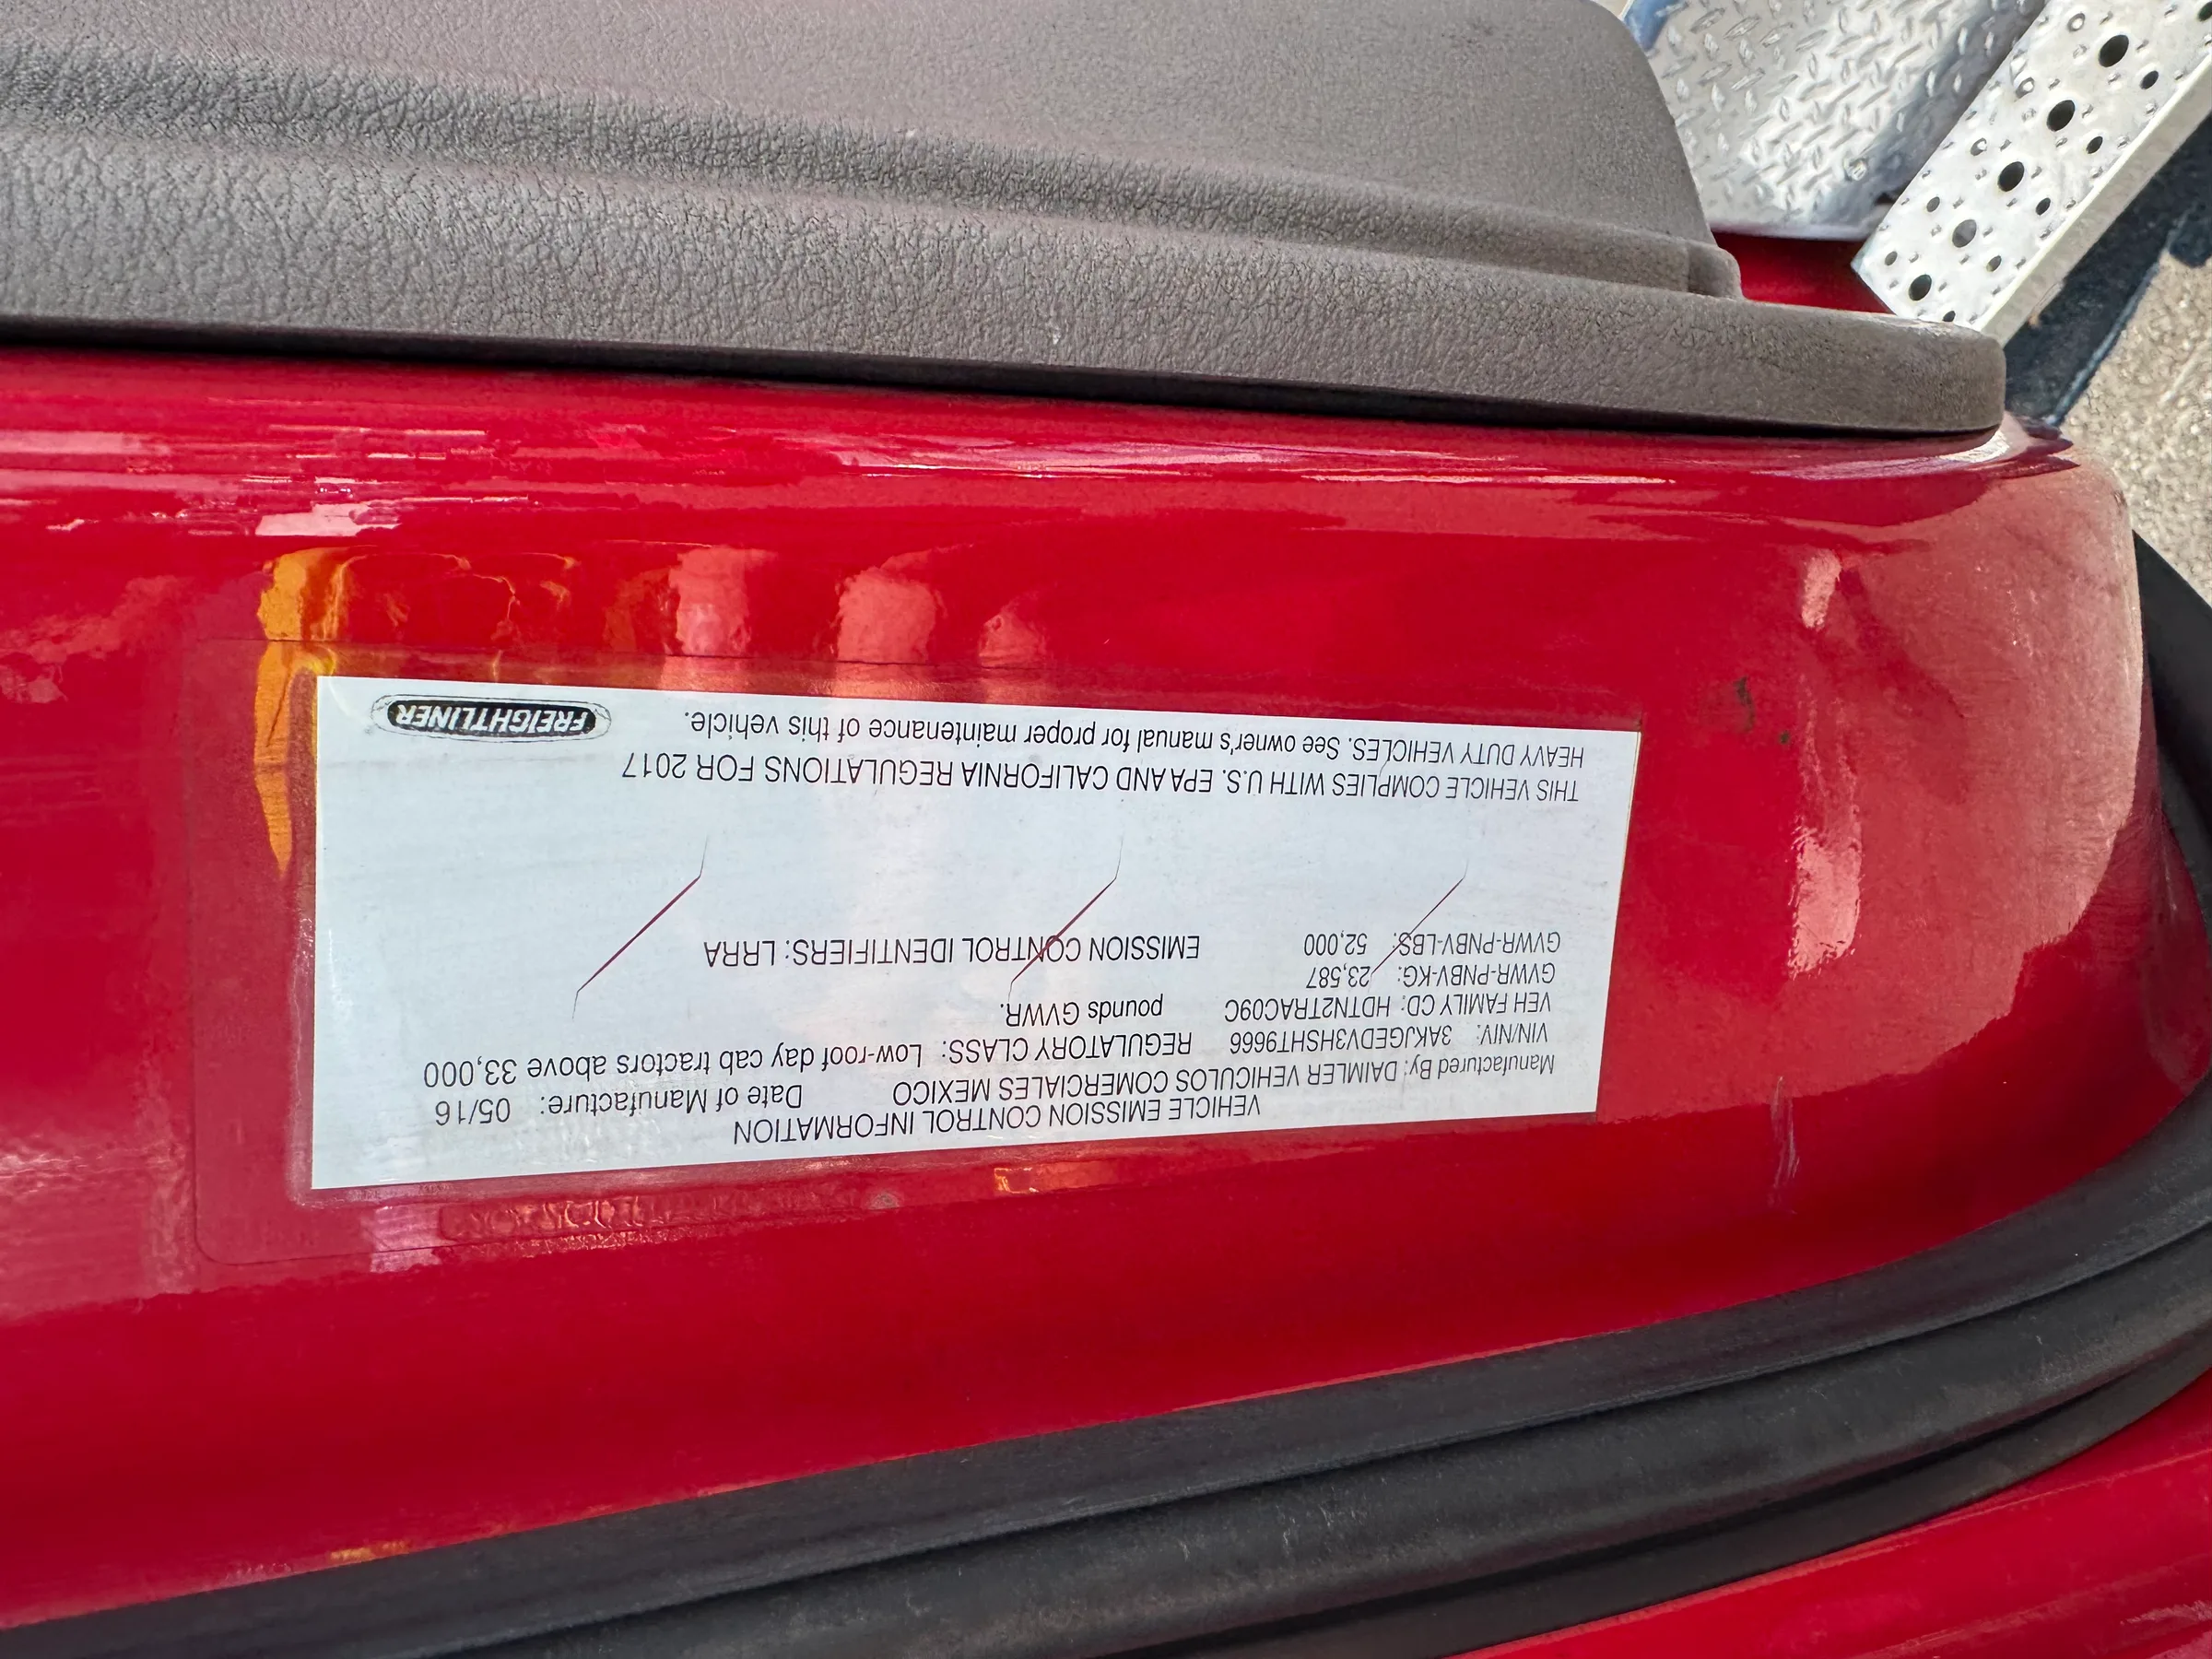 VEHICLE EMISSION CONTROL INFORMATION
Manufactured By: DAIMLER VEHICULOS COMERCIALES MEXICO Date of Manufacture: 05/16
VIN/NIV: 3AKJGEDV3HSHT9666 REGULATORY CLASS: Low-roof day cab tractors above 33,000
VEH FAMILY CD: HDTN2TRAC09C pounds GVWR.
GVWR-PNBV-KG: 23,587
GVWR-PNBV-LBS: 52,000 EMISSION CONTROL IDENTIFIERS: LRRA
THIS VEHICLE COMPLIES WITH U.S. EPA AND CALIFORNIA REGULATIONS FOR 2017
HEAVY DUTY VEHICLES. See owner's manual for proper maintenance of this vehicle.
FREIGHTLINER